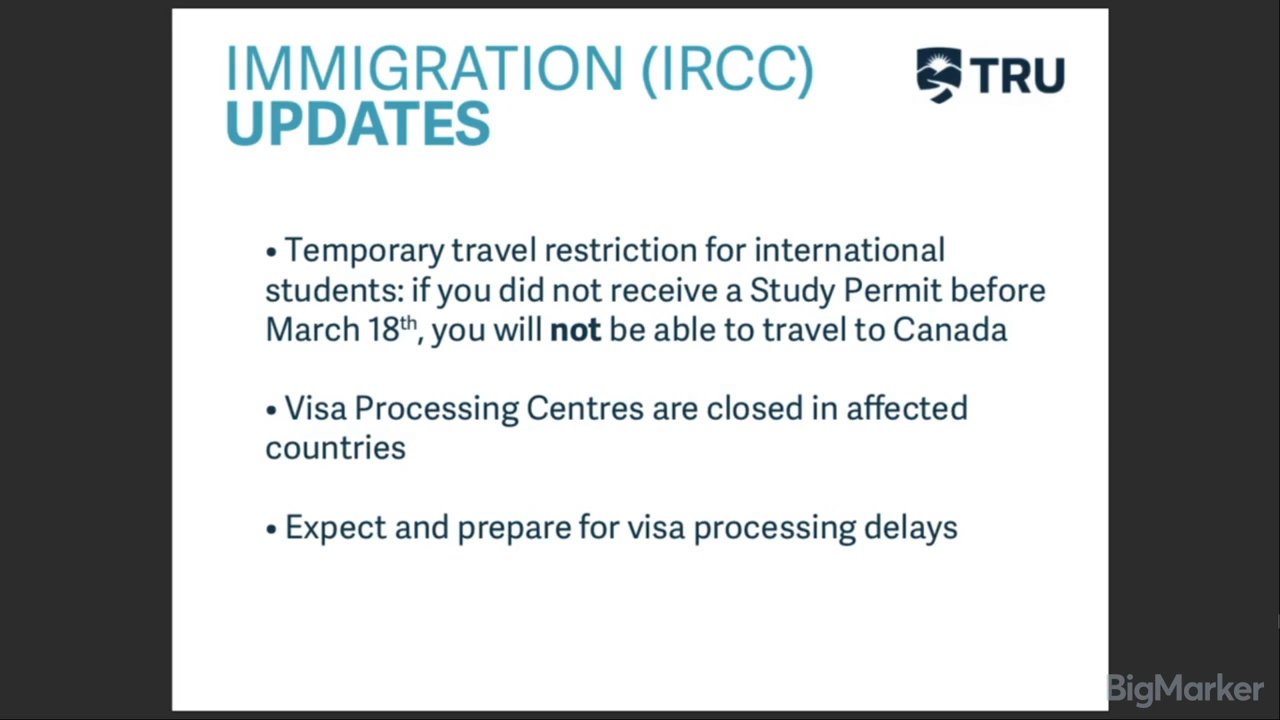 IMMIGRATION (IRCC)
UPDATES
TRU
• Temporary travel restriction for international
students: if you did not receive a Study Permit before
March 18th, you will not be able to travel to Canada
• Visa Processing Centres are closed in affected
countries
• Expect and prepare for visa processing delays
BigMarker